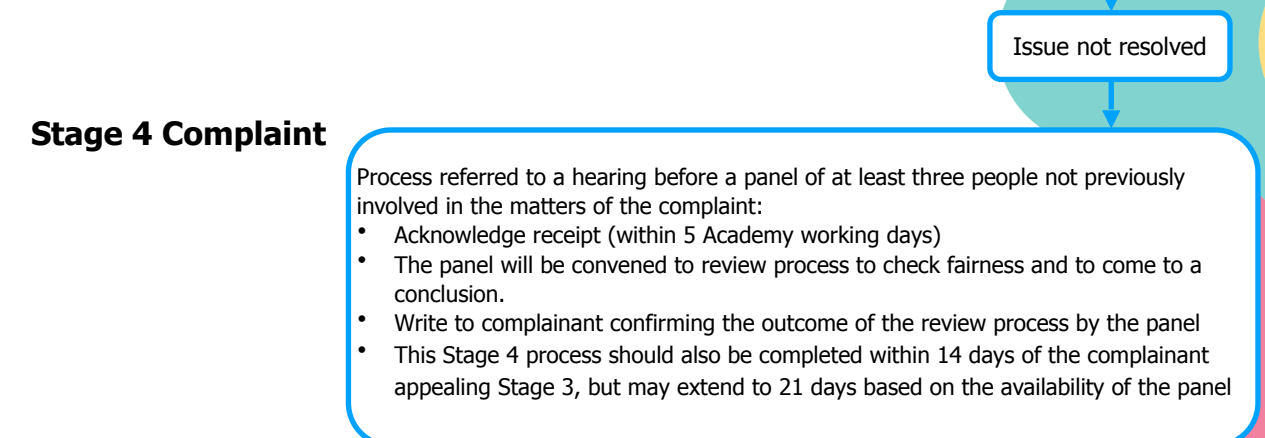 Issue not resolved
Stage 4 Complaint
Process referred to a hearing before a panel of at least three people not previously
involved in the matters of the complaint:
• Acknowledge receipt (within 5 Academy working days)
• The panel will be convened to review process to check fairness and to come to a
conclusion.
• Write to complainant confirming the outcome of the review process by the panel
• This Stage 4 process should also be completed within 14 days of the complainant
appealing Stage 3, but may extend to 21 days based on the availability of the panel